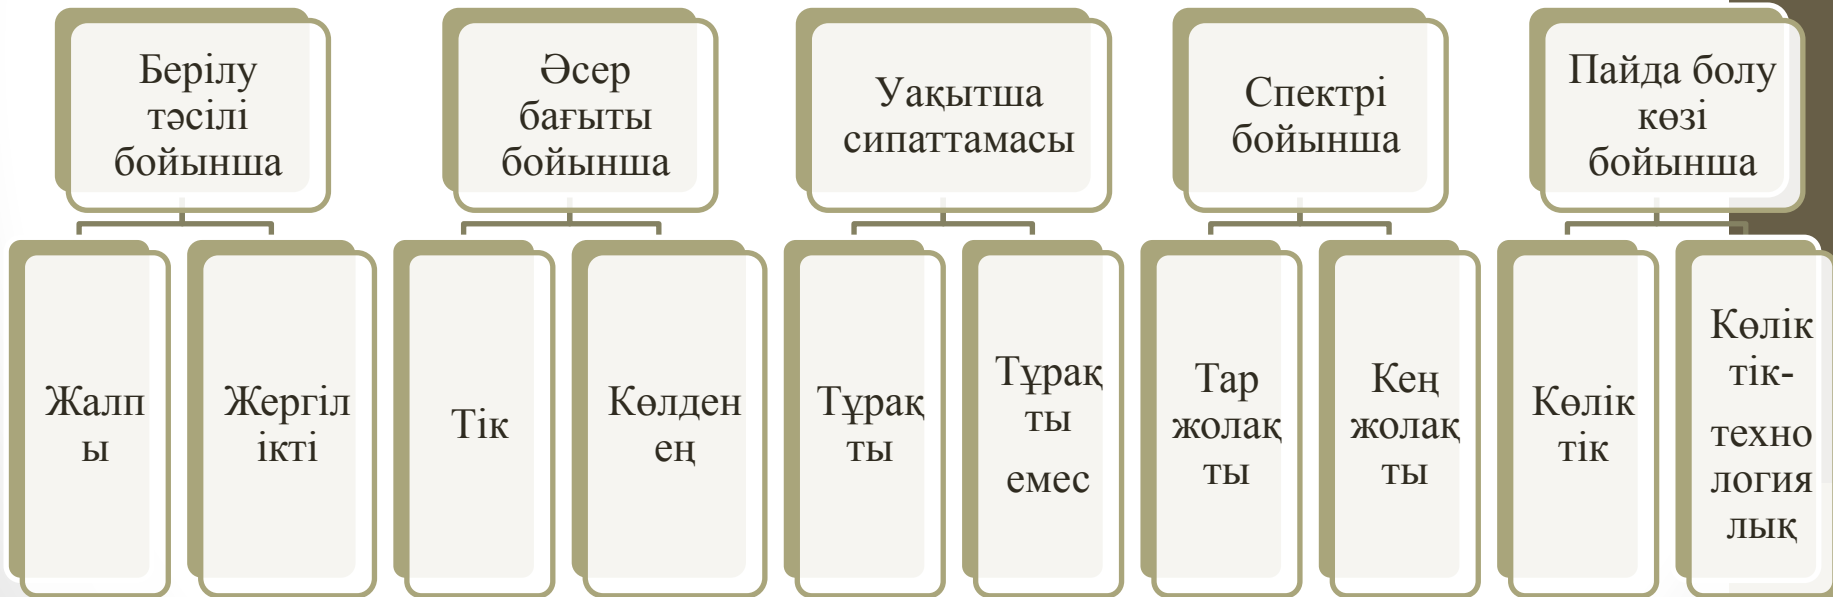 Берілу
тәсілі
бойынша
Әсер
бағыты
бойынша
Уақытша
сипаттамасы
Спектрі
бойынша
Пайда болу
көзі
бойынша
Жалп
ы
Жергіл
ікті
Тік
Көлден
ең
Тұрақ
ты
Тұрақ
ты
емес
Тар
жолақ
ты
Кең
жолақ
ты
Көлік
тік
Көлік
тік-
техно
логия
лық